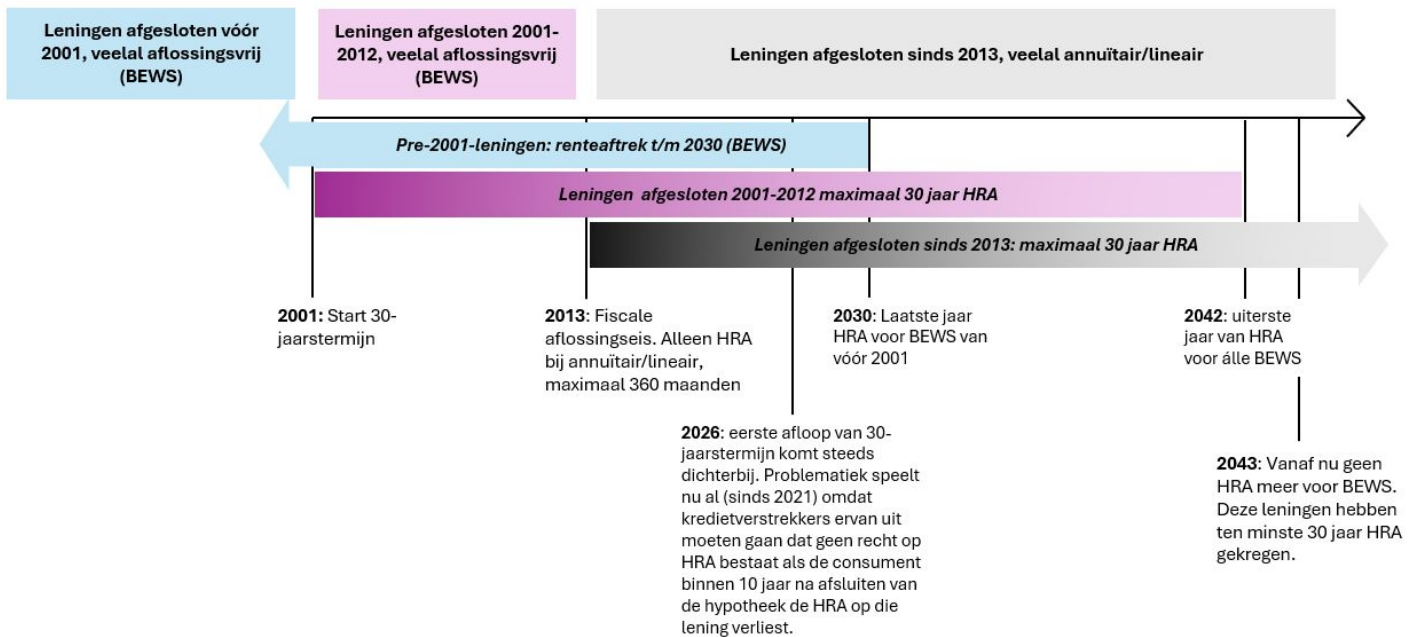 Leningen afgesloten vóór
2001, veelal aflossingsvrij
(BEWS)
Leningen afgesloten 2001-
2012, veelal aflossingsvrij
(BEWS)
Leningen afgesloten sinds 2013, veelal annuïtair/lineair
Pre-2001-leningen: renteaftrek t/m 2030 (BEWS)
Leningen afgesloten 2001-2012 maximaal 30 jaar HRA
Leningen afgesloten sinds 2013: maximaal 30 jaar HRA
2001: Start 30-
jaarstermijn
2013: Fiscale
aflossingseis. Alleen HRA
bij annuïtair/lineair,
maximaal 360 maanden
2030: Laatste jaar
HRA voor BEWS van
vóór 2001
2042: uiterste
jaar van HRA
voor álle BEWS
2026: eerste afloop van 30-
jaarstermijn komt steeds
dichterbij. Problematiek speelt
nu al (sinds 2021) omdat
kredietverstrekkers ervan uit
moeten gaan dat geen recht op
HRA bestaat als de consument
binnen 10 jaar na afsluiten van
de hypotheek de HRA op die
lening verliest.
2043: Vanaf nu geen
HRA meer voor BEWS.
Deze leningen hebben
ten minste 30 jaar HRA
gekregen.